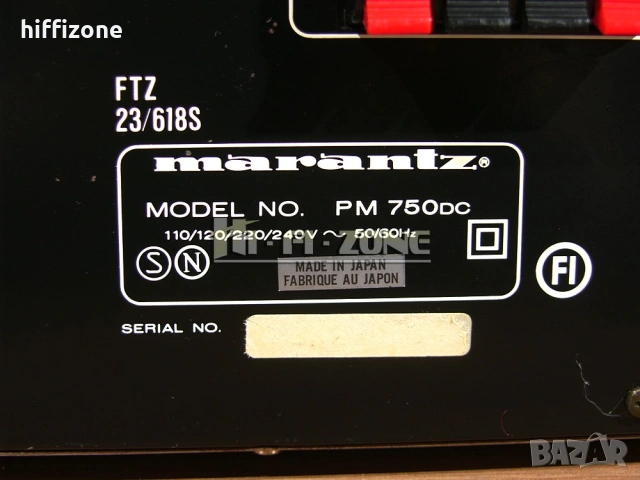 hiffizone
FTZ
23/618S
marantz®
MODEL NO. PM 750DC
110/120/220/240V ～ 50/60Hz
HI-FI-ZONE
S N
MADE IN JAPAN
FABRIQUE AU JAPON
FI
SERIAL NO.
BAZAR